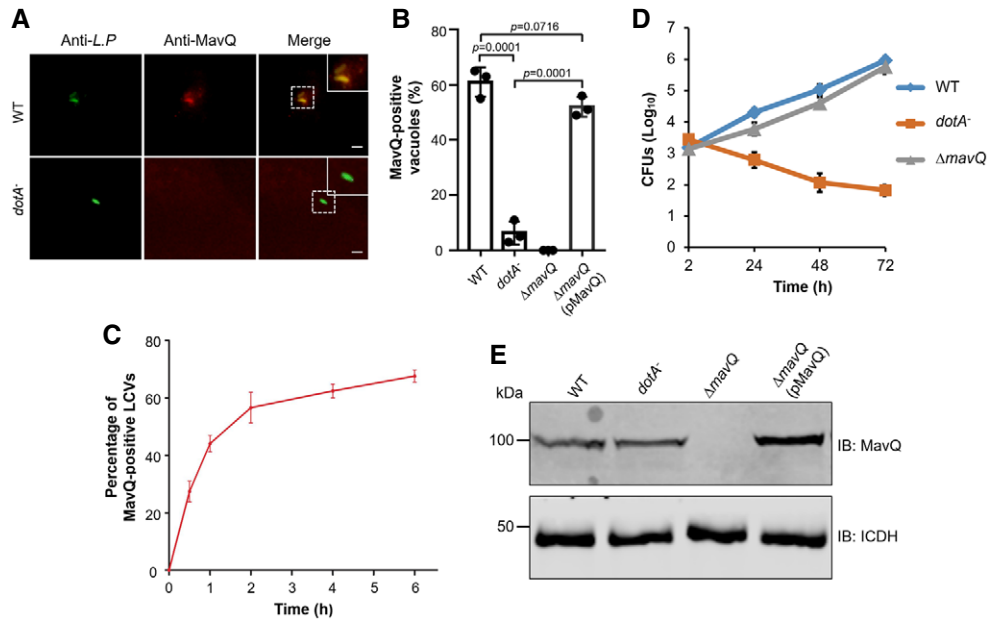 A
Anti-L.P
Anti-MavQ
Merge
WT
dotA-
B
MavQ-positive
vacuoles (%)
80
60
40
20
0
p=0.0716
p=0.0001
p=0.0001
WT
dotA-
ΔmavQ
ΔmavQ
(pMavQ)
D
CFUs (Log10)
7
6
5
4
3
2
1
0
2
24
48
72
Time (h)
WT
dotA-
ΔmavQ
C
Percentage of
MavQ-positive LCVs
80
60
40
20
0
0
1
2
3
4
5
6
Time (h)
E
kDa
WT
dotA-
ΔmavQ
ΔmavQ
(pMavQ)
100
IB: MavQ
50
IB: ICDH